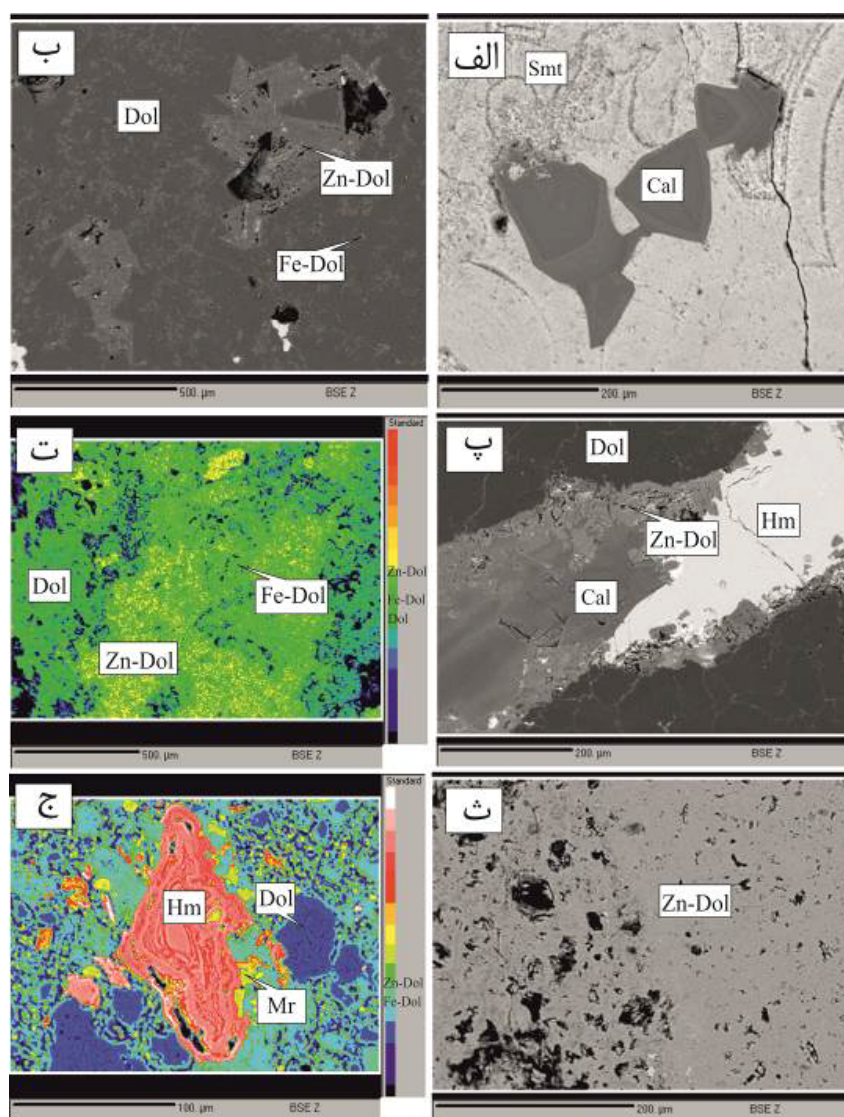 الف
Smt
Cal
200. µm BSE Z
ب
Dol
Zn-Dol
Fe-Dol
500. µm BSE Z
پ
Dol
Zn-Dol
Hm
Cal
200. µm BSE Z
ت
Standard
Dol
Fe-Dol
Zn-Dol
Zn-Dol
Fe-Dol
Dol
500. µm BSE Z
ث
Zn-Dol
200. µm BSE Z
ج
Standard
Hm
Dol
Mr
Zn-Dol
Fe-Dol
100. µm BSE Z